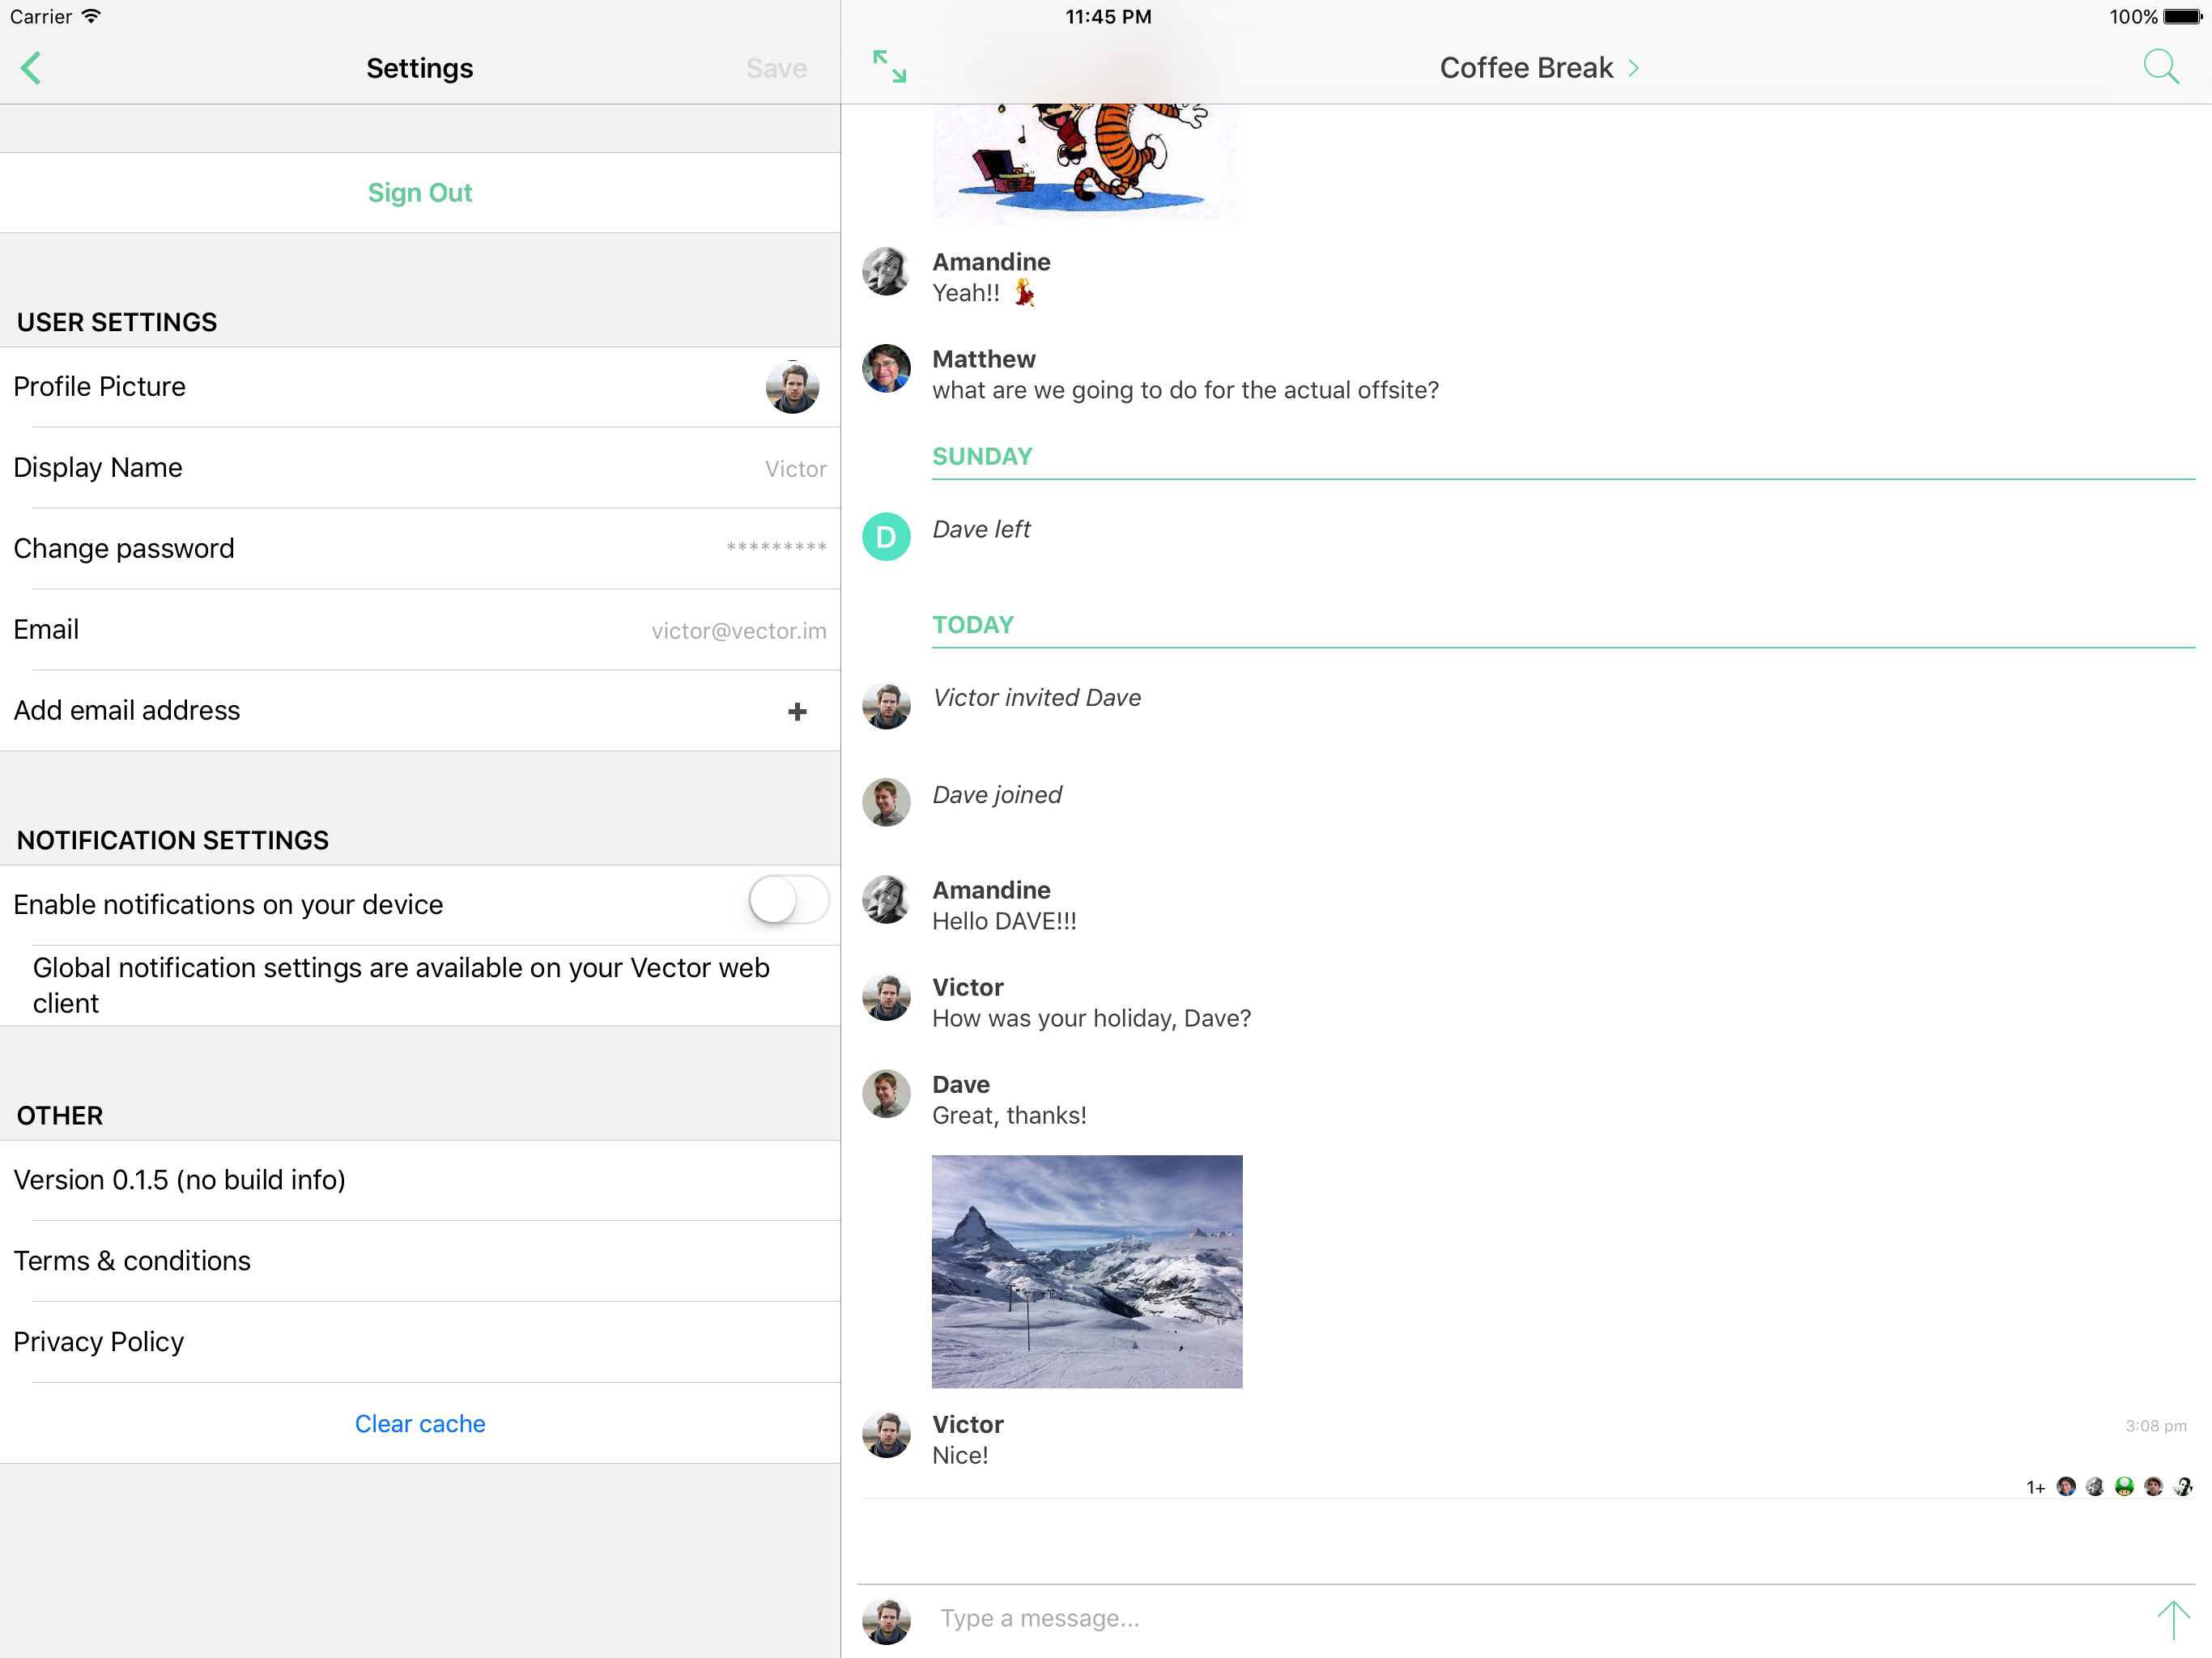 Carrier
11:45 PM
100%
Settings
Save
Sign Out
USER SETTINGS
Profile Picture
Display Name
Victor
Change password
*********
Email
victor@vector.im
Add email address
+
NOTIFICATION SETTINGS
Enable notifications on your device
Global notification settings are available on your Vector web
client
OTHER
Version 0.1.5 (no build info)
Terms & conditions
Privacy Policy
Clear cache
Coffee Break
Amandine
Yeah!! 💃
Matthew
what are we going to do for the actual offsite?
SUNDAY
D
Dave left
TODAY
Victor invited Dave
Dave joined
Amandine
Hello DAVE!!!
Victor
How was your holiday, Dave?
Dave
Great, thanks!
Victor
3:08 pm
Nice!
1+
Type a message...